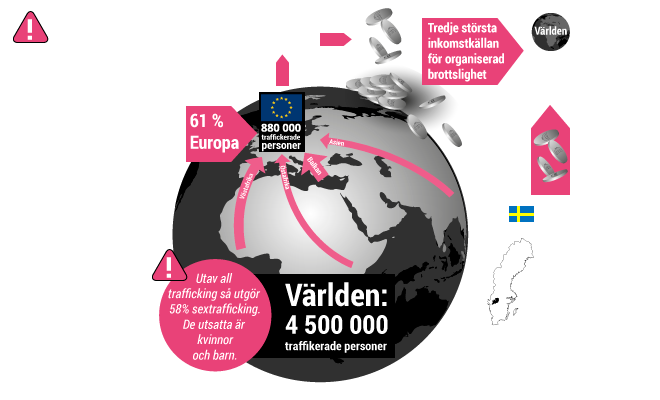 !
Tredje största
inkomstkällan
för organiserad
brottslighet
Världen
61 %
Europa
880 000
traffickerade
personer
Asien
Balkan
Östafrika
Västafrika
!
Utav all
trafficking så utgör
58% sextrafficking.
De utsatta är
kvinnor
och barn.
Världen:
4 500 000
traffikerade personer